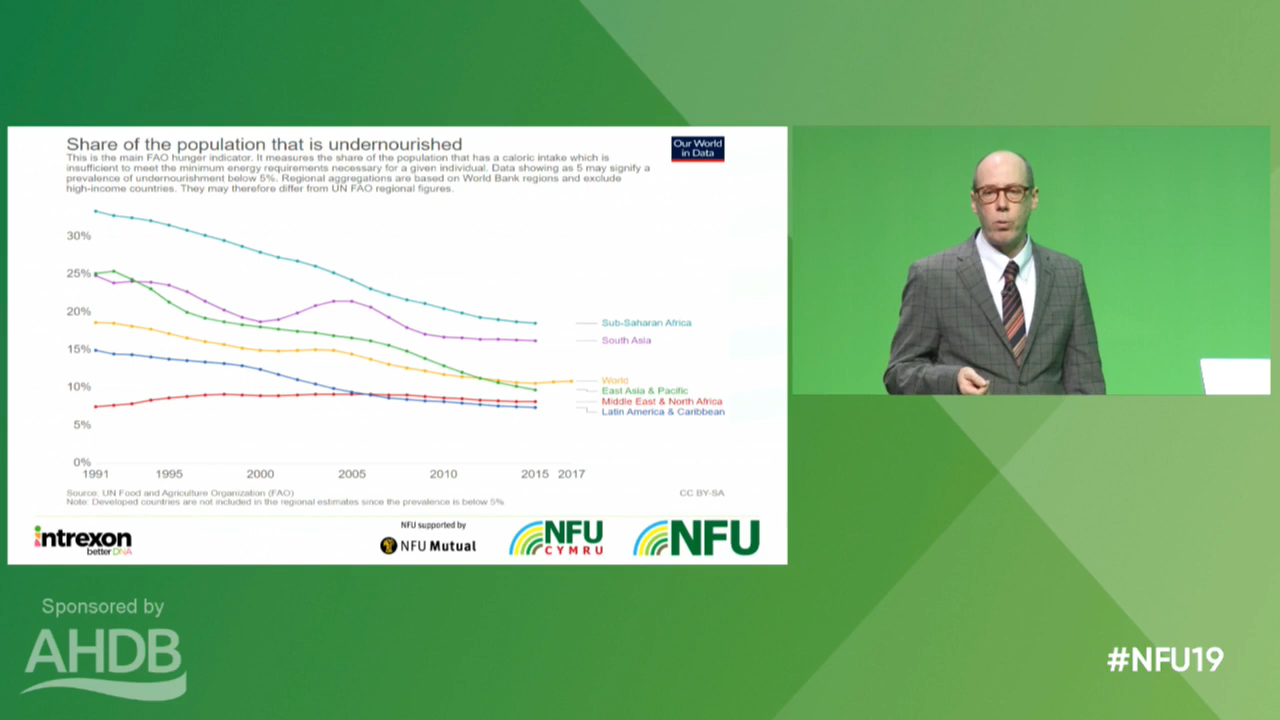 Share of the population that is undernourished
This is the main FAO hunger indicator. It measures the share of the population that has a caloric intake which is
insufficient to meet the minimum energy requirements necessary for a given individual. Data showing as 5 may signify a
prevalence of undernourishment below 5%. Regional aggregations are based on World Bank regions and exclude
high-income countries. They may therefore differ from UN FAO regional figures.
Our World
in Data
30%
25%
20%
15%
10%
5%
0%
Sub-Saharan Africa
South Asia
World
East Asia & Pacific
Middle East & North Africa
Latin America & Caribbean
1991 1995 2000 2005 2010 2015 2017
Source: UN Food and Agriculture Organization (FAO)
CC BY-SA
Note: Developed countries are not included in the regional estimates since the prevalence is below 5%
intrexon
better DNA
NFU supported by
NFU Mutual
NFU
CYMRU
NFU
Sponsored by
AHDB
#NFU19